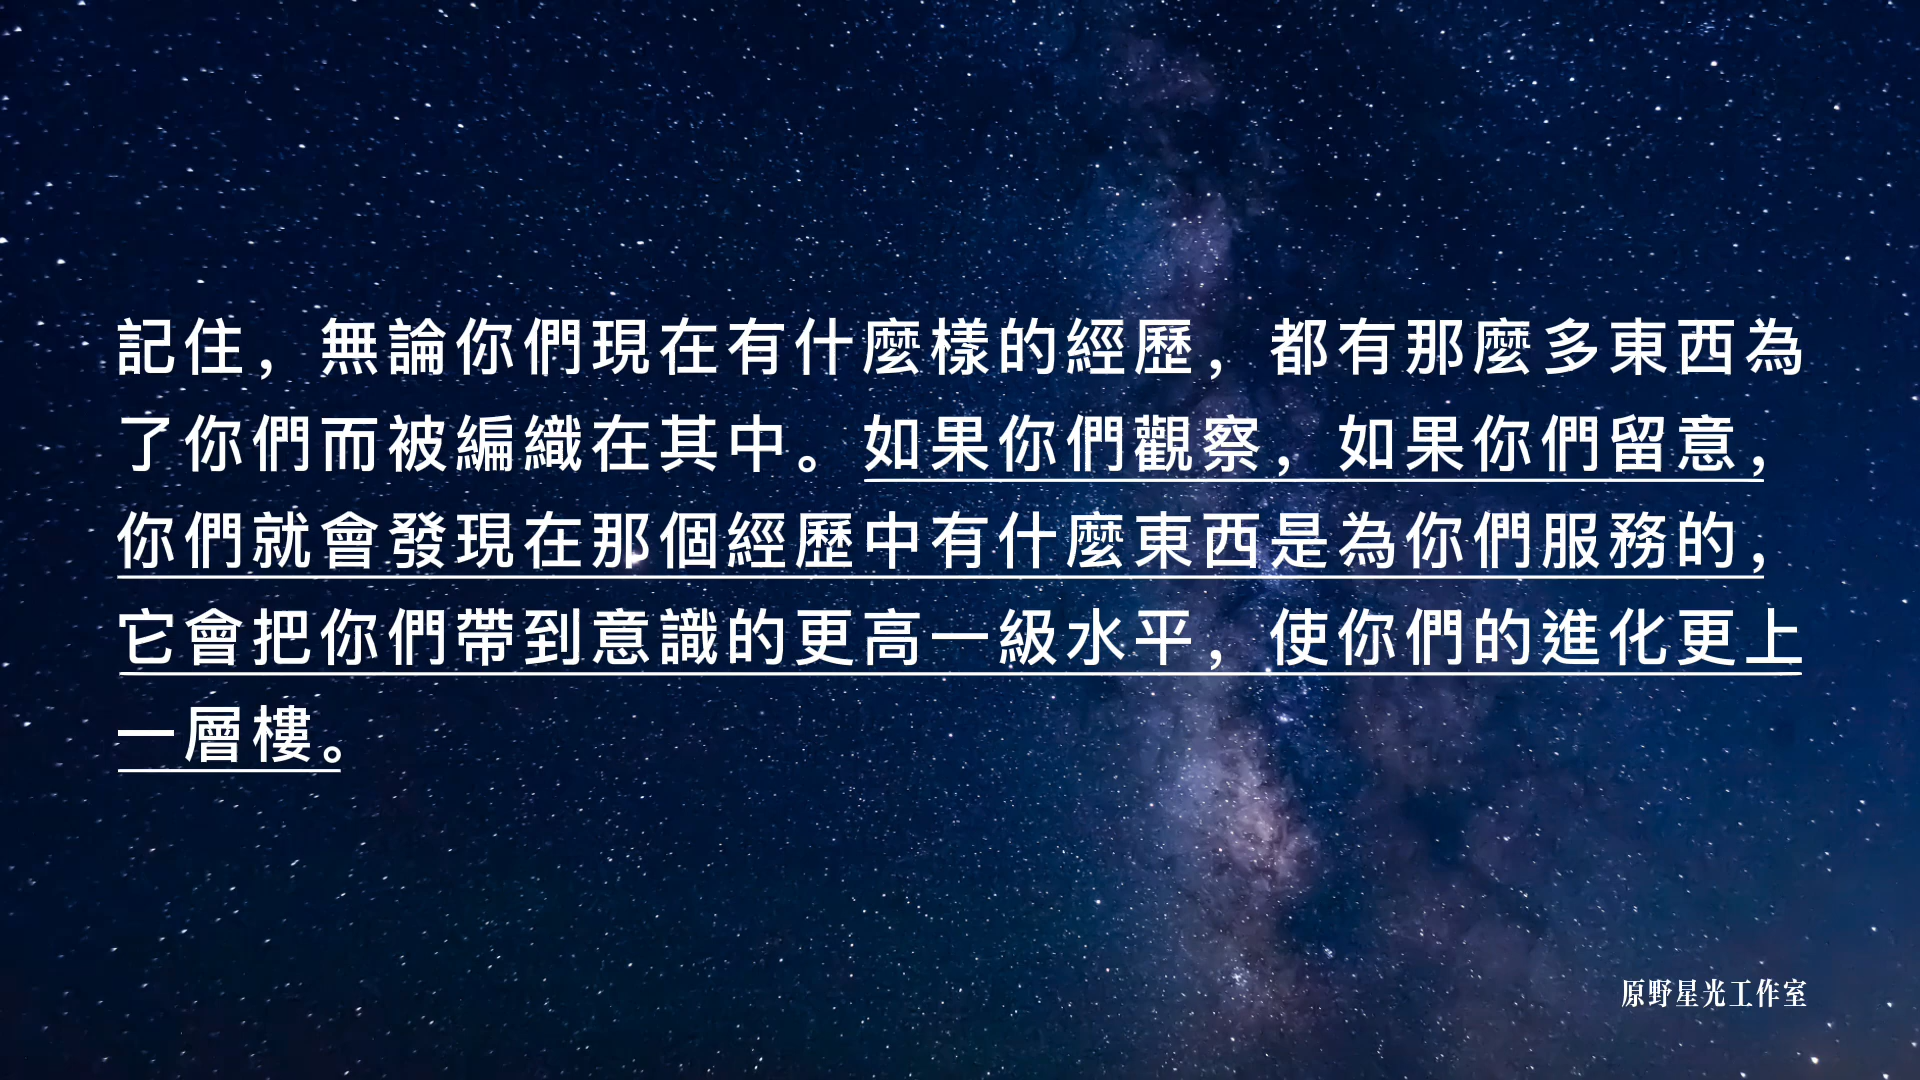 記住，無論你們現在有什麼樣的經歷，都有那麼多東西為
了你們而被編織在其中。如果你們觀察，如果你們留意，
你們就會發現在那個經歷中有什麼東西是為你們服務的，
它會把你們帶到意識的更高一級水平，使你們的進化更上
一層樓。
原野星光工作室